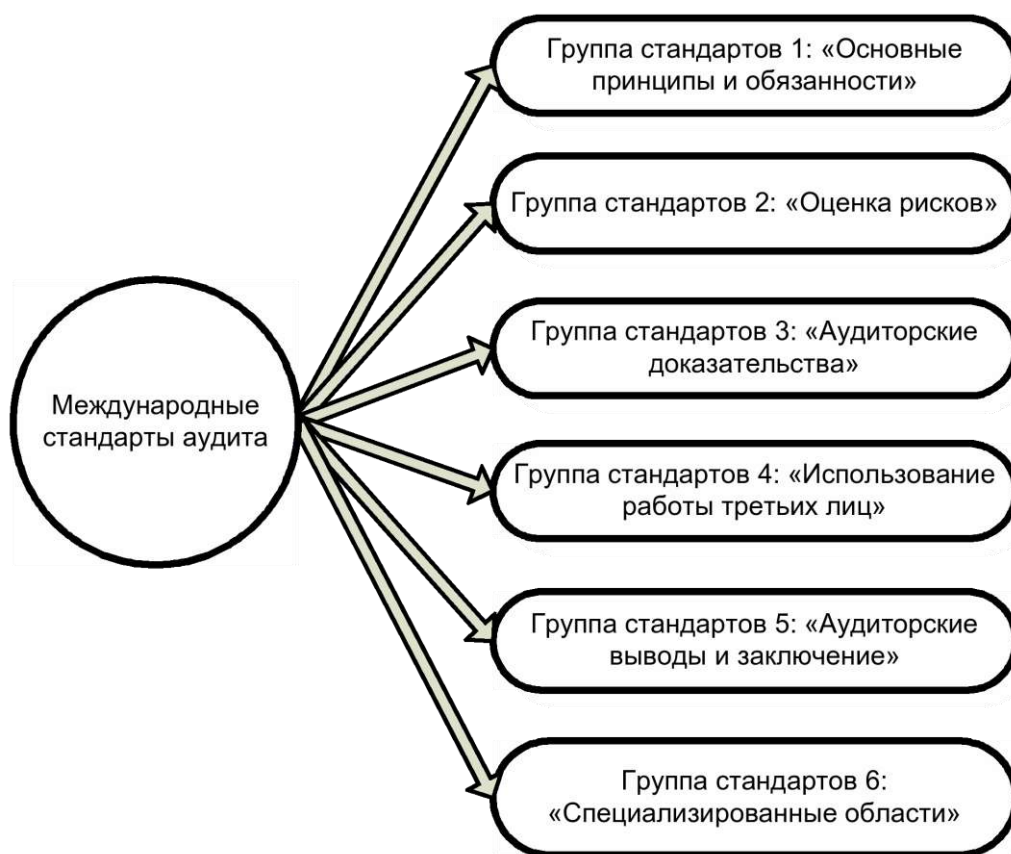 Международные
стандарты аудита
Группа стандартов 1: «Основные
принципы и обязанности»
Группа стандартов 2: «Оценка рисков»
Группа стандартов 3: «Аудиторские
доказательства»
Группа стандартов 4: «Использование
работы третьих лиц»
Группа стандартов 5: «Аудиторские
выводы и заключение»
Группа стандартов 6:
«Специализированные области»